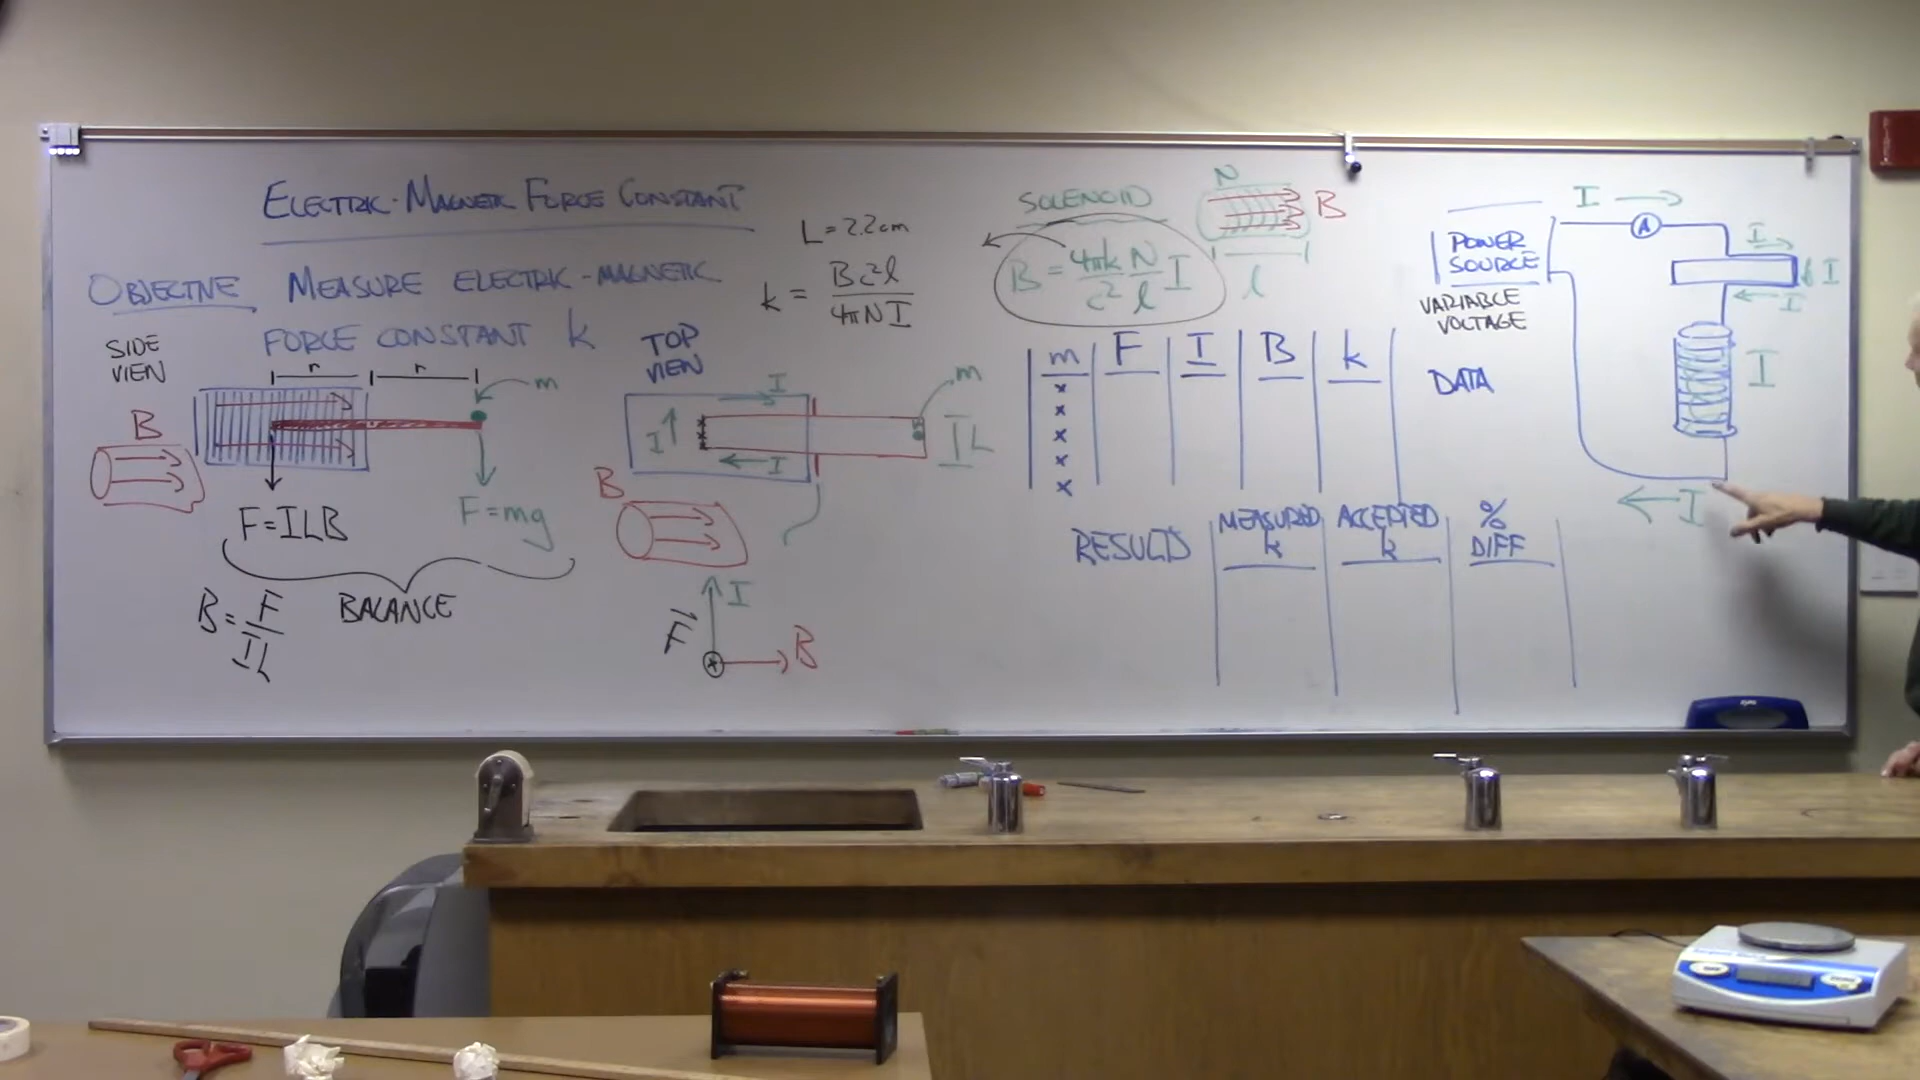 ELECTRIC-MAGNETIC FORCE CONSTANT
OBJECTIVE MEASURE ELECTRIC-MAGNETIC
FORCE CONSTANT k
L = 2.2cm
k = Bc²l / 4πNI
SIDE
VIEW
r r
m
B
F=ILB
F=mg
BALANCE
B = F / IL
TOP
VIEW
I
m
I
I
IL
B
I
F
B
SOLENOID
N
B
B = 4πk/c² N/l I
l
m F I B k
x
x
x
x
x
DATA
RESULTS
MEASURED
k
ACCEPTED
k
%
DIFF
I
POWER
SOURCE
VARIABLE
VOLTAGE
A
I
I
I
I
I